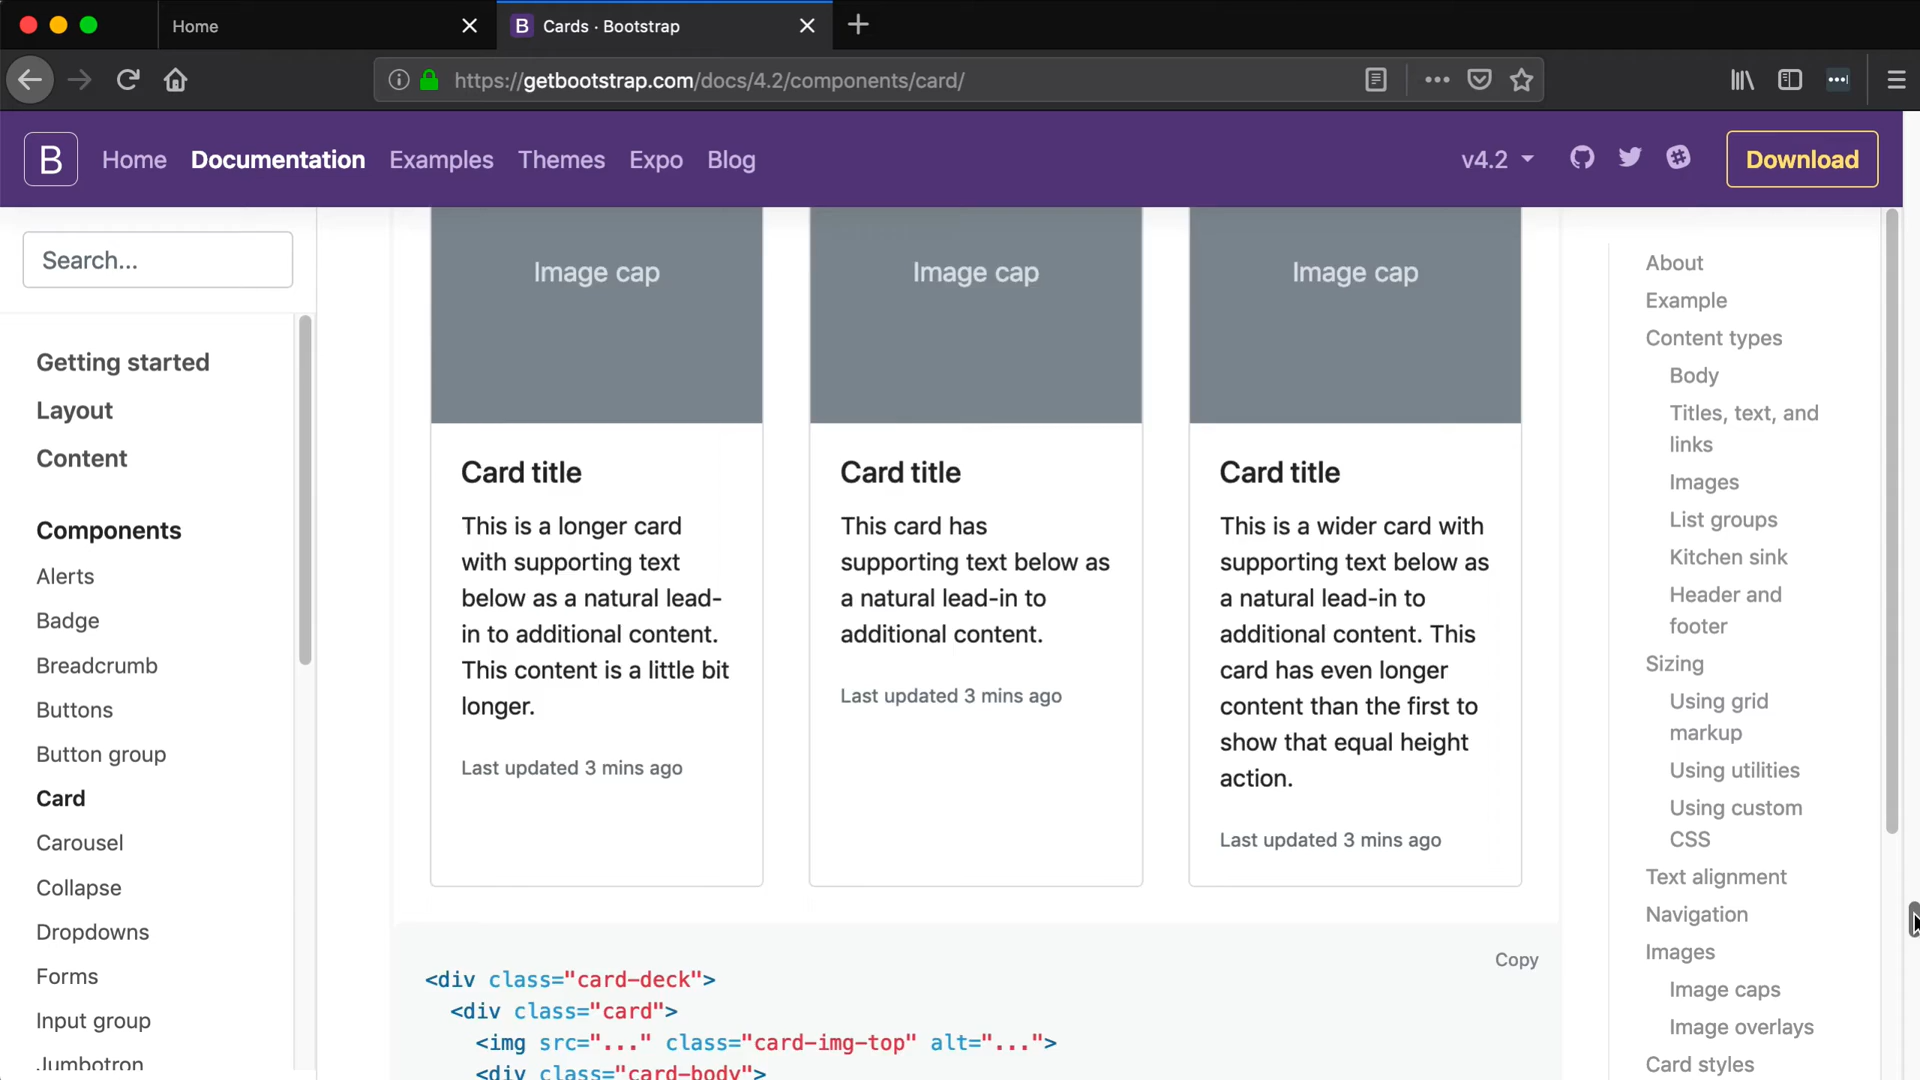 Home
B Cards · Bootstrap
https://getbootstrap.com/docs/4.2/components/card/
B Home Documentation Examples Themes Expo Blog v4.2 Download
Search...
Getting started
Layout
Content
Components
Alerts
Badge
Breadcrumb
Buttons
Button group
Card
Carousel
Collapse
Dropdowns
Forms
Input group
Jumbotron
Image cap
Card title
This is a longer card
with supporting text
below as a natural lead-
in to additional content.
This content is a little bit
longer.
Last updated 3 mins ago
Image cap
Card title
This card has
supporting text below as
a natural lead-in to
additional content.
Last updated 3 mins ago
Image cap
Card title
This is a wider card with
supporting text below as
a natural lead-in to
additional content. This
card has even longer
content than the first to
show that equal height
action.
Last updated 3 mins ago
Copy
<div class="card-deck">
<div class="card">
<img src="..." class="card-img-top" alt="...">
<div class="card-body">
About
Example
Content types
Body
Titles, text, and
links
Images
List groups
Kitchen sink
Header and
footer
Sizing
Using grid
markup
Using utilities
Using custom
CSS
Text alignment
Navigation
Images
Image caps
Image overlays
Card styles